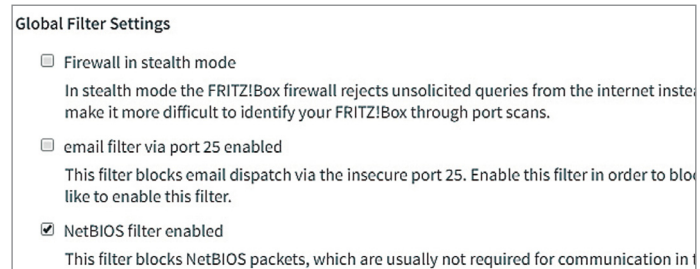 Global Filter Settings
Firewall in stealth mode
In stealth mode the FRITZ!Box firewall rejects unsolicited queries from the internet
make it more difficult to identify your FRITZ!Box through port scans.
email filter via port 25 enabled
This filter blocks email dispatch via the insecure port 25. Enable this filter in order to
like to enable this filter.
NetBIOS filter enabled
This filter blocks NetBIOS packets, which are usually not required for communication in